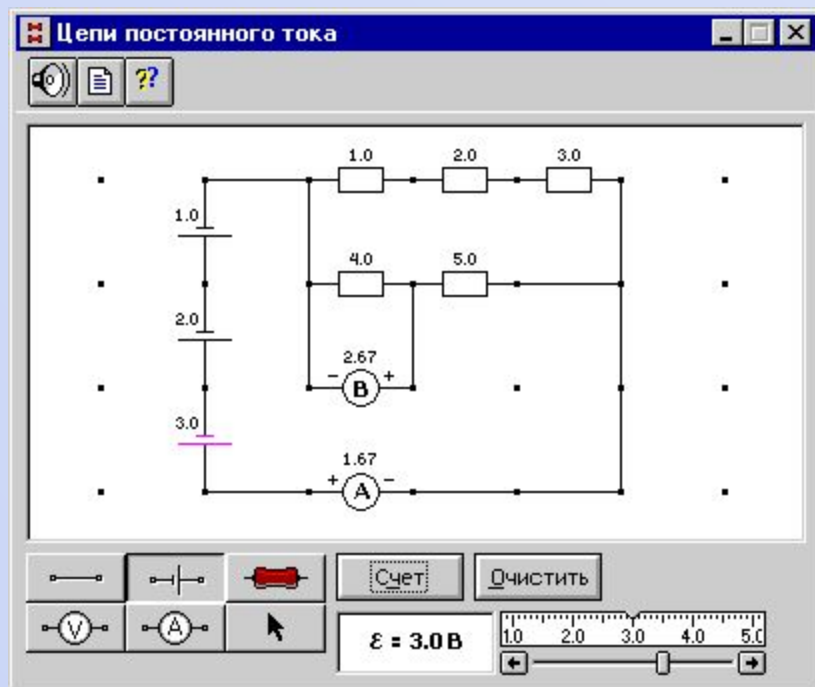 Цепи постоянного тока
??
1.0 2.0 3.0
1.0
4.0 5.0
2.0
2.67
- B +
3.0
1.67
+ A -
Счет Очистить
V A
ε = 3.0 В
1.0 2.0 3.0 4.0 5.0